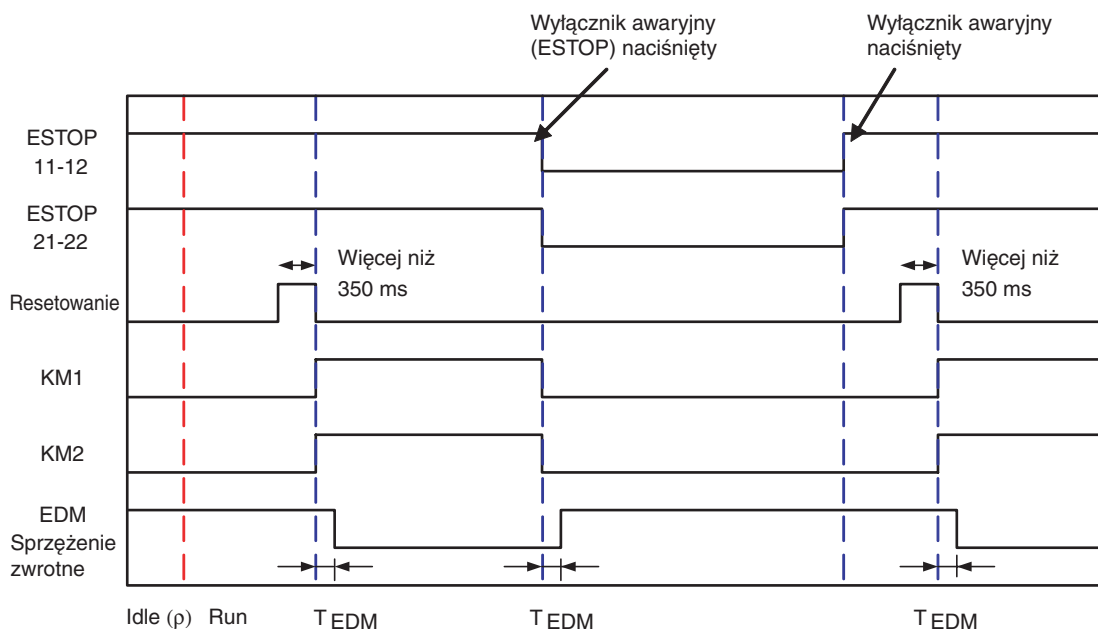 Wyłącznik awaryjny
(ESTOP) naciśnięty
Wyłącznik awaryjny
naciśnięty
ESTOP
11-12
ESTOP
21-22
Więcej niż
350 ms
Więcej niż
350 ms
Resetowanie
KM1
KM2
EDM
Sprzężenie
zwrotne
Idle (ρ) Run T EDM T EDM T EDM